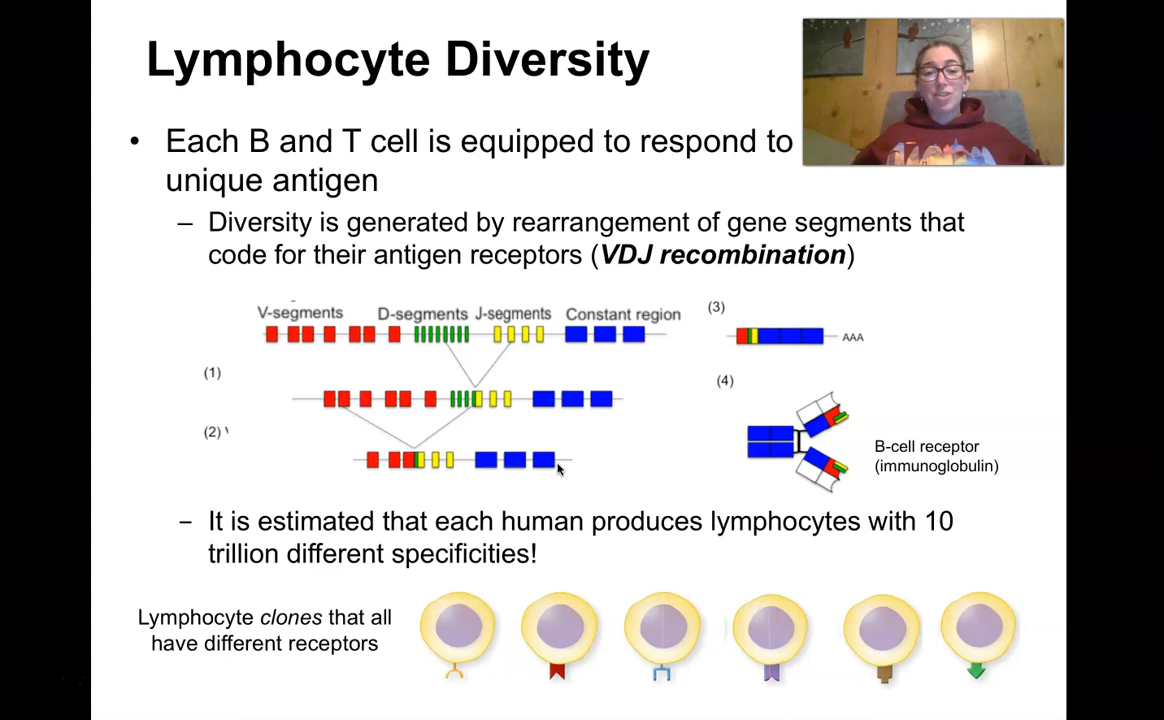 Lymphocyte Diversity
• Each B and T cell is equipped to respond to
unique antigen
– Diversity is generated by rearrangement of gene segments that
code for their antigen receptors (VDJ recombination)
V-segments D-segments J-segments Constant region
(1)
(2)
(3)
AAA
(4)
B-cell receptor
(immunoglobulin)
– It is estimated that each human produces lymphocytes with 10
trillion different specificities!
Lymphocyte clones that all
have different receptors